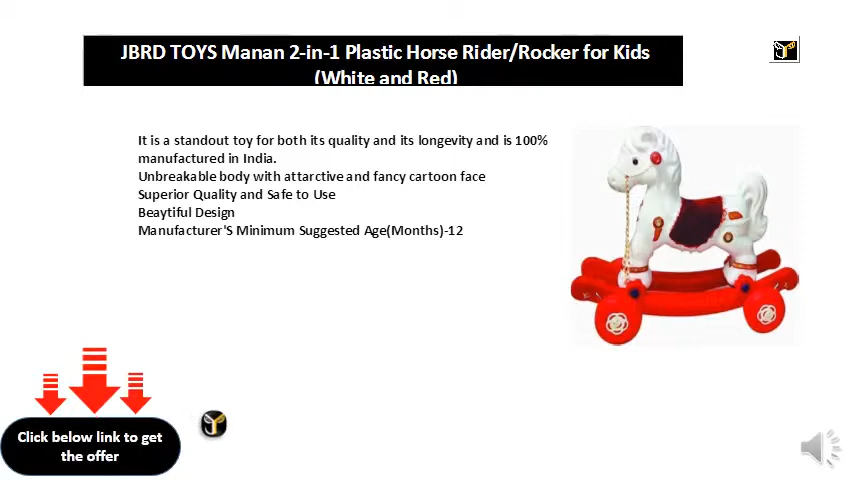 JBRD TOYS Manan 2-in-1 Plastic Horse Rider/Rocker for Kids
(White and Red)
It is a standout toy for both its quality and its longevity and is 100%
manufactured in India.
Unbreakable body with attarctive and fancy cartoon face
Superior Quality and Safe to Use
Beaytiful Design
Manufacturer'S Minimum Suggested Age(Months)-12
Click below link to get
the offer